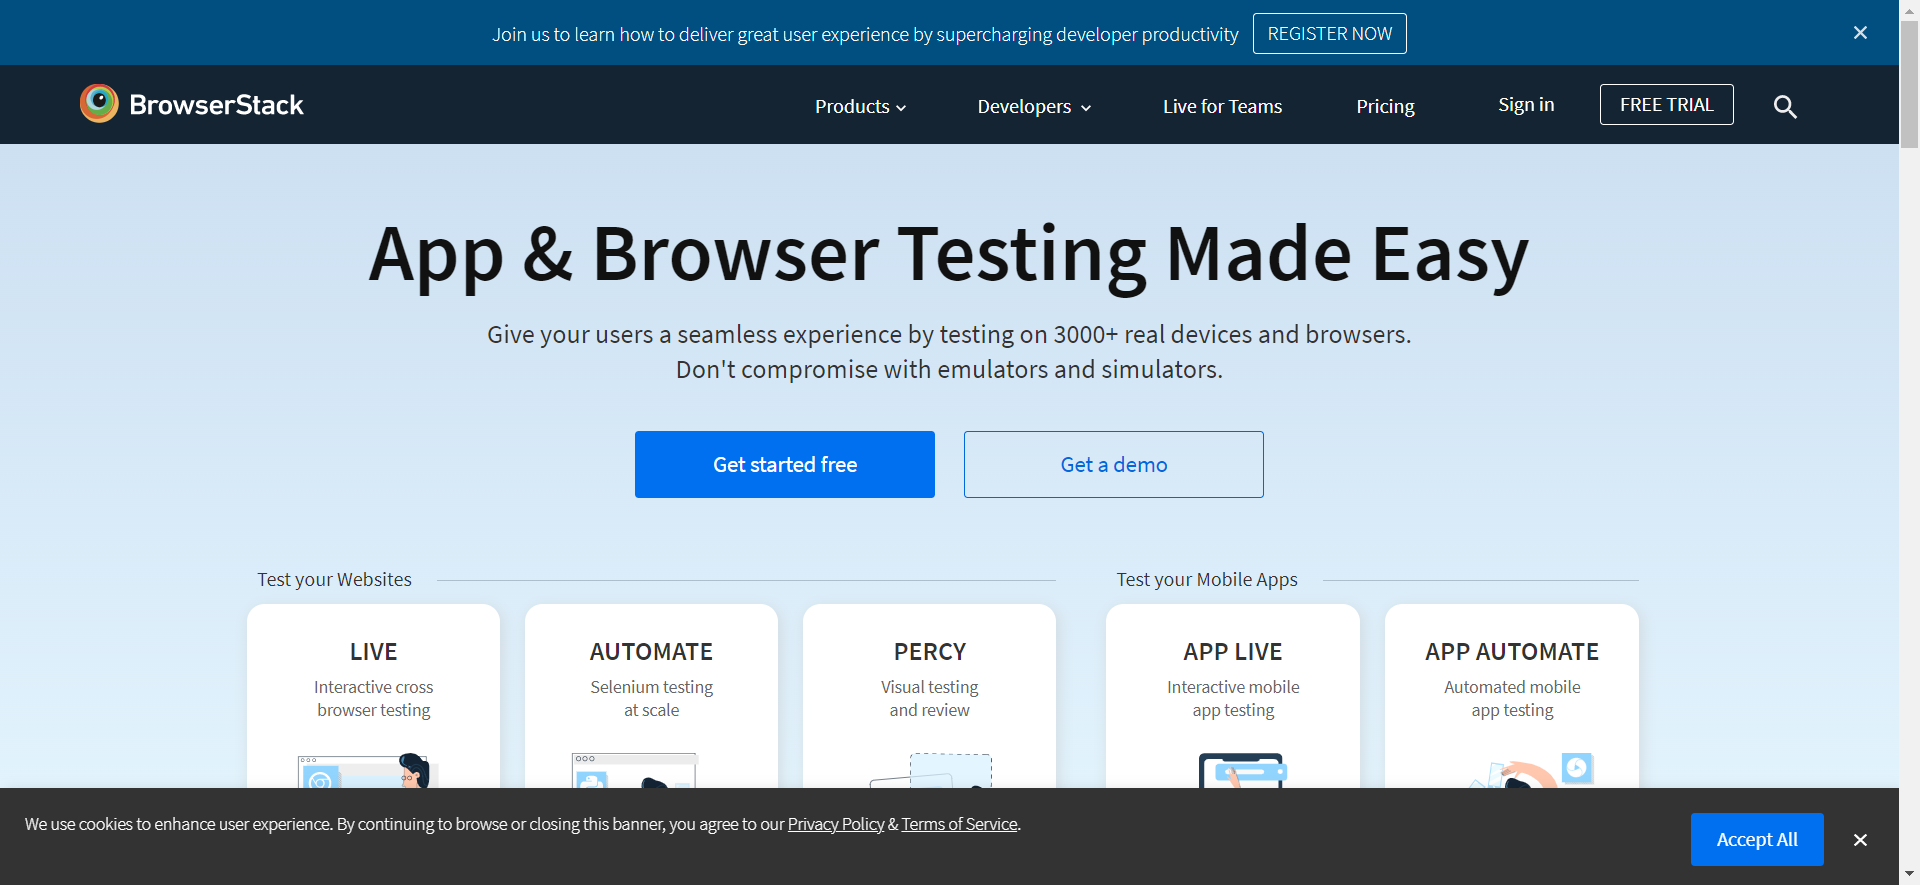 Join us to learn how to deliver great user experience by supercharging developer productivity REGISTER NOW
BrowserStack Products Developers Live for Teams Pricing Sign in FREE TRIAL
App & Browser Testing Made Easy
Give your users a seamless experience by testing on 3000+ real devices and browsers.
Don't compromise with emulators and simulators.
Get started free
Get a demo
Test your Websites
LIVE
Interactive cross
browser testing
AUTOMATE
Selenium testing
at scale
PERCY
Visual testing
and review
Test your Mobile Apps
APP LIVE
Interactive mobile
app testing
APP AUTOMATE
Automated mobile
app testing
We use cookies to enhance user experience. By continuing to browse or closing this banner, you agree to our Privacy Policy & Terms of Service.
Accept All